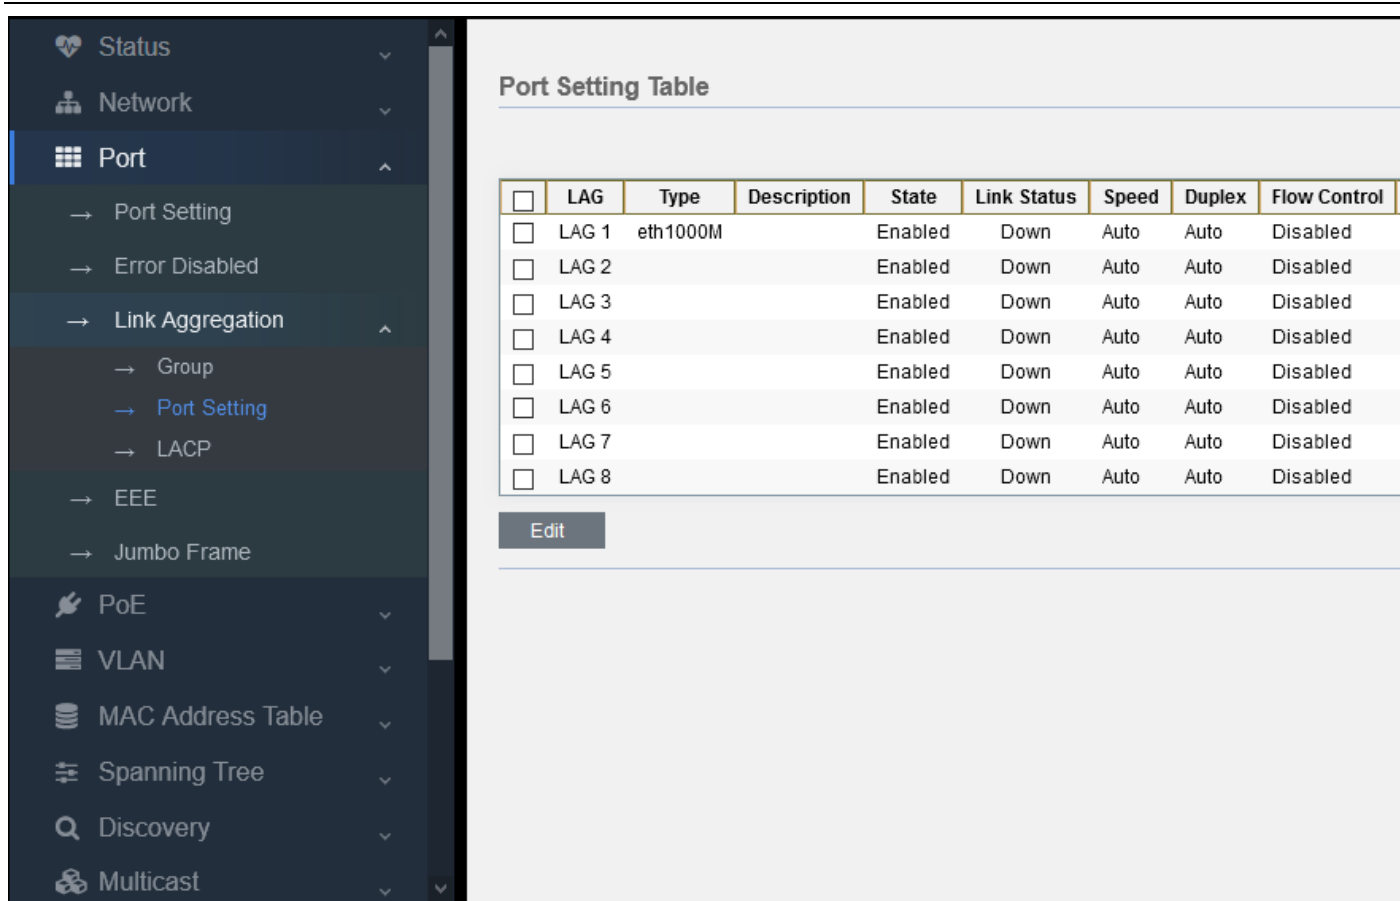 Status
Network
Port
Port Setting
Error Disabled
Link Aggregation
Group
Port Setting
LACP
EEE
Jumbo Frame
PoE
VLAN
MAC Address Table
Spanning Tree
Discovery
Multicast
Port Setting Table
LAG Type Description State Link Status Speed Duplex Flow Control
LAG 1 eth1000M Enabled Down Auto Auto Disabled
LAG 2 Enabled Down Auto Auto Disabled
LAG 3 Enabled Down Auto Auto Disabled
LAG 4 Enabled Down Auto Auto Disabled
LAG 5 Enabled Down Auto Auto Disabled
LAG 6 Enabled Down Auto Auto Disabled
LAG 7 Enabled Down Auto Auto Disabled
LAG 8 Enabled Down Auto Auto Disabled
Edit